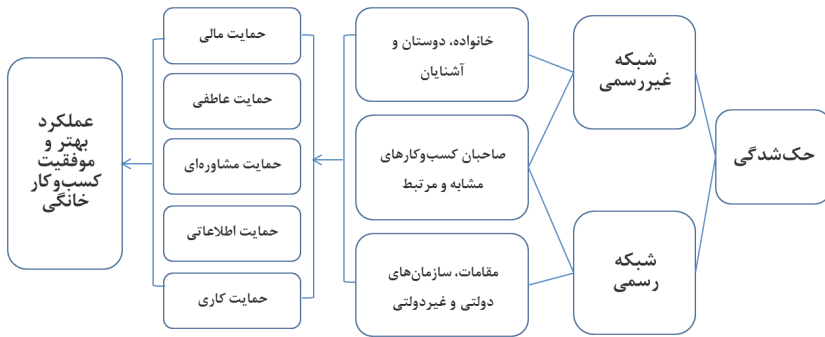 حک‌شدگی
شبکه
غیررسمی
شبکه
رسمی
خانواده، دوستان و
آشنایان
صاحبان کسب‌وکارهای
مشابه و مرتبط
مقامات، سازمان‌های
دولتی و غیردولتی
حمایت مالی
حمایت عاطفی
حمایت مشاوره‌ای
حمایت اطلاعاتی
حمایت کاری
عملکرد
بهتر و
موفقیت
کسب‌وکار
خانگی